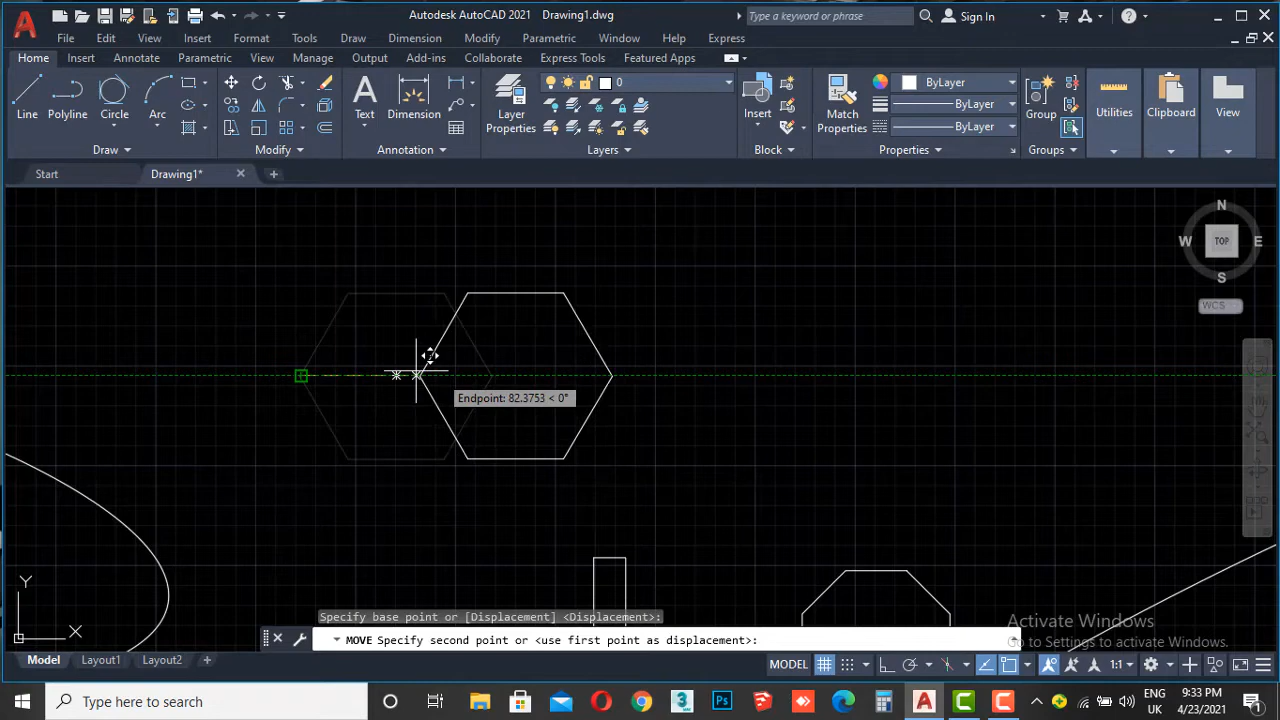 Autodesk AutoCAD 2021 Drawing1.dwg
Type a keyword or phrase
Sign In
File Edit View Insert Format Tools Draw Dimension Modify Parametric Window Help Express
Home Insert Annotate Parametric View Manage Output Add-ins Collaborate Express Tools Featured Apps
Line
Polyline
Circle
Arc
Text
Dimension
Layer
Properties
0
Insert
Match
Properties
ByLayer
ByLayer
ByLayer
Group
Utilities
Clipboard
View
Draw
Modify
Annotation
Layers
Block
Properties
Groups
Start
Drawing1*
N
W
TOP
E
S
WCS
Endpoint: 82.3753 < 0°
Y
X
Specify base point or [Displacement] <Displacement>:
MOVE Specify second point or <use first point as displacement>:
Activate Windows
Go to Settings to activate Windows.
Model Layout1 Layout2
MODEL
1:1
Type here to search
3
Ps
A
C
C
ENG
UK
9:33 PM
4/23/2021
1